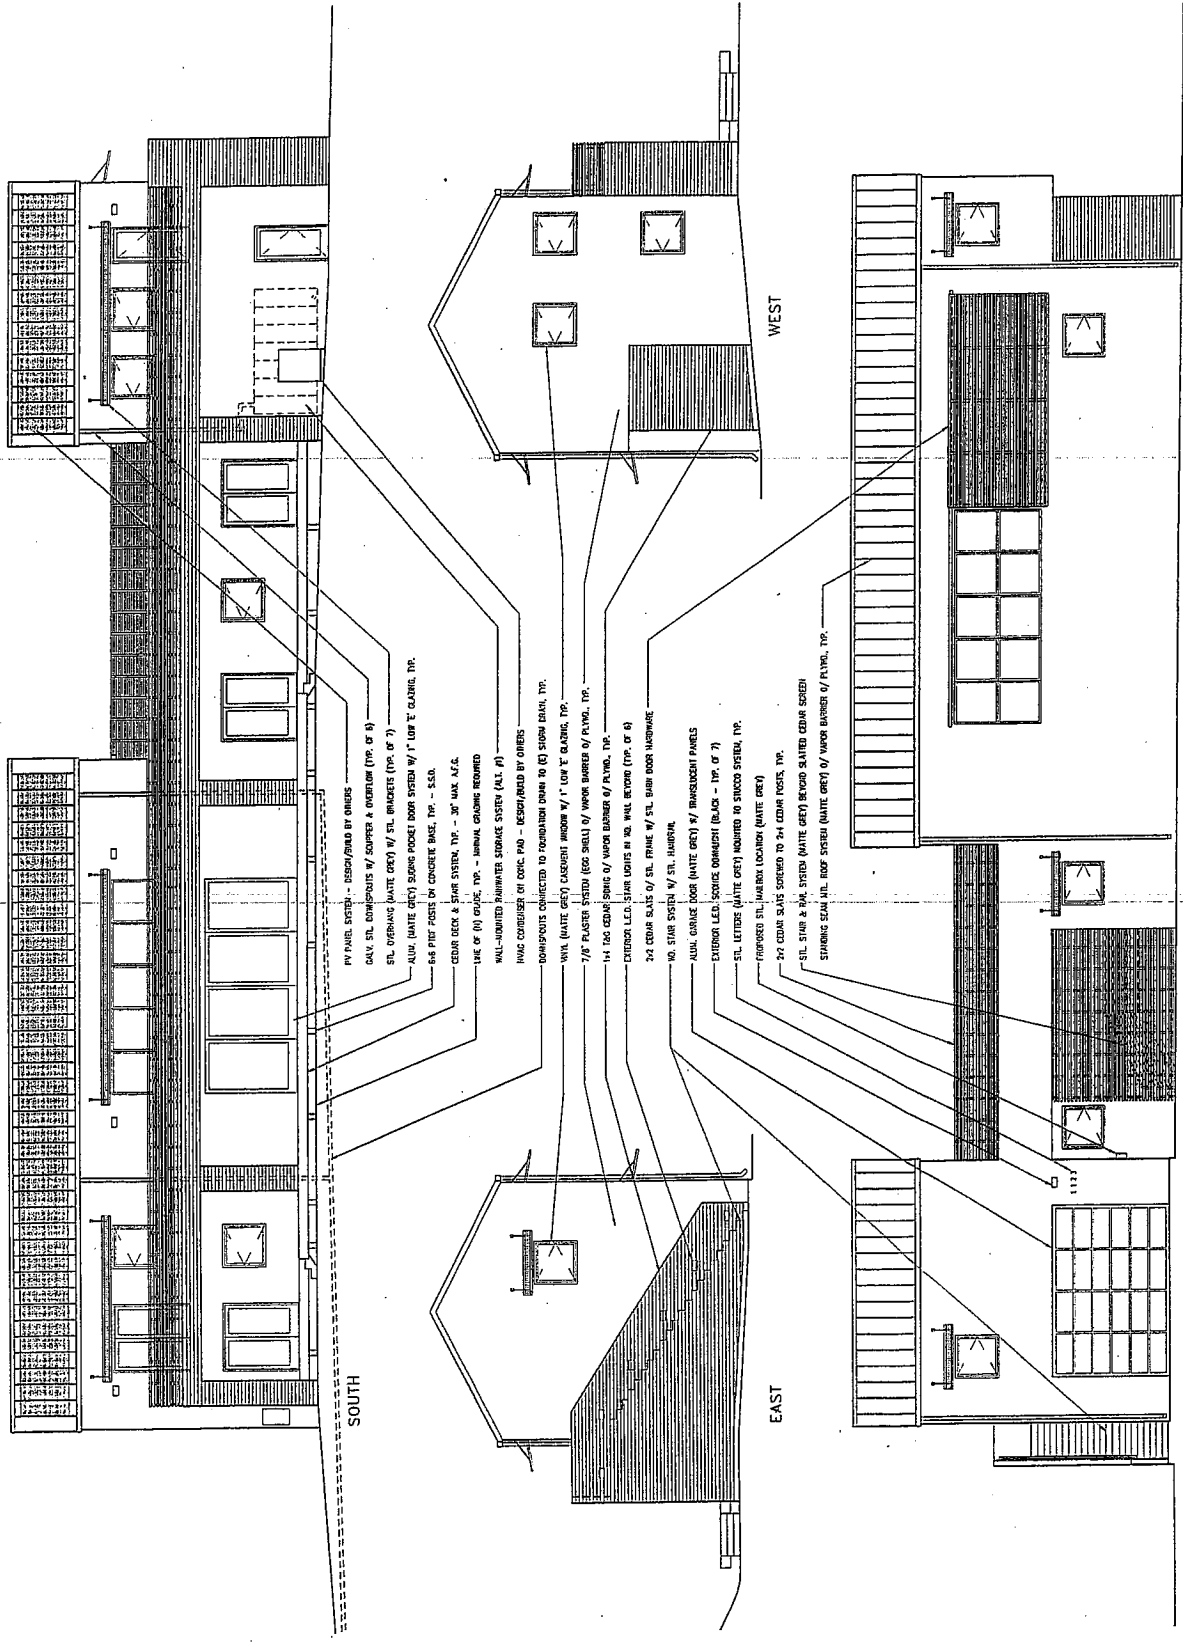 SOUTH
PV PANEL SYSTEM - DESIGN/BUILD BY OTHERS
GALV. STL. DOWNSPOUTS W/ SCUPPER & OVERFLOW (TYP. OF 6)
STL. OVERHANG (MATTE GREY) W/ STL. BRACKETS (TYP. OF 7)
ALUM. (MATTE GREY) SLIDING POCKET DOOR SYSTEM W/ 1" LOW 'E' GLAZING, TYP.
6x6 PTDF POSTS ON CONCRETE BASE, TYP. - S.S.D.
CEDAR DECK & STAIR SYSTEM, TYP. - 30" MAX. A.F.G.
LINE OF (N) GRADE, TYP. - MINIMAL GRADING REQUIRED
WALL-MOUNTED RAINWATER STORAGE SYSTEM (ALT. #1)
HVAC CONDENSER ON CONC. PAD - DESIGN/BUILD BY OTHERS
DOWNSPOUTS CONNECTED TO FOUNDATION DRAIN TO (E) STORM DRAIN, TYP.
VINYL (MATTE GREY) CASEMENT WINDOW W/ 1" LOW 'E' GLAZING, TYP.
7/8" PLASTER SYSTEM (EGG SHELL) O/ VAPOR BARRIER O/ PLYWD., TYP.
1x4 T&G CEDAR SIDING O/ VAPOR BARRIER O/ PLYWD., TYP.
EXTERIOR L.E.D. STAIR LIGHTS IN WD. WALL BEYOND (TYP. OF 6)
2x2 CEDAR SLATS O/ STL. FRAME W/ STL. BARN DOOR HARDWARE
WD. STAIR SYSTEM W/ STL. HANDRAIL
ALUM. GARAGE DOOR (MATTE GREY) W/ TRANSLUCENT PANELS
EXTERIOR L.E.D. SCONCE DOWNLIGHT (BLACK - TYP. OF 7)
STL. LETTERS (MATTE GREY) MOUNTED TO STUCCO SYSTEM, TYP.
PROPOSED STL. MAILBOX LOCATION (MATTE GREY)
2x2 CEDAR SLATS SCREWED TO 2x4 CEDAR POSTS, TYP.
STL. STAIR & RAIL SYSTEM (MATTE GREY) BEYOND SLATTED CEDAR SCREEN
STANDING SEAM MTL. ROOF SYSTEM (MATTE GREY) O/ VAPOR BARRIER O/ PLYWD., TYP.
EAST
WEST
1123